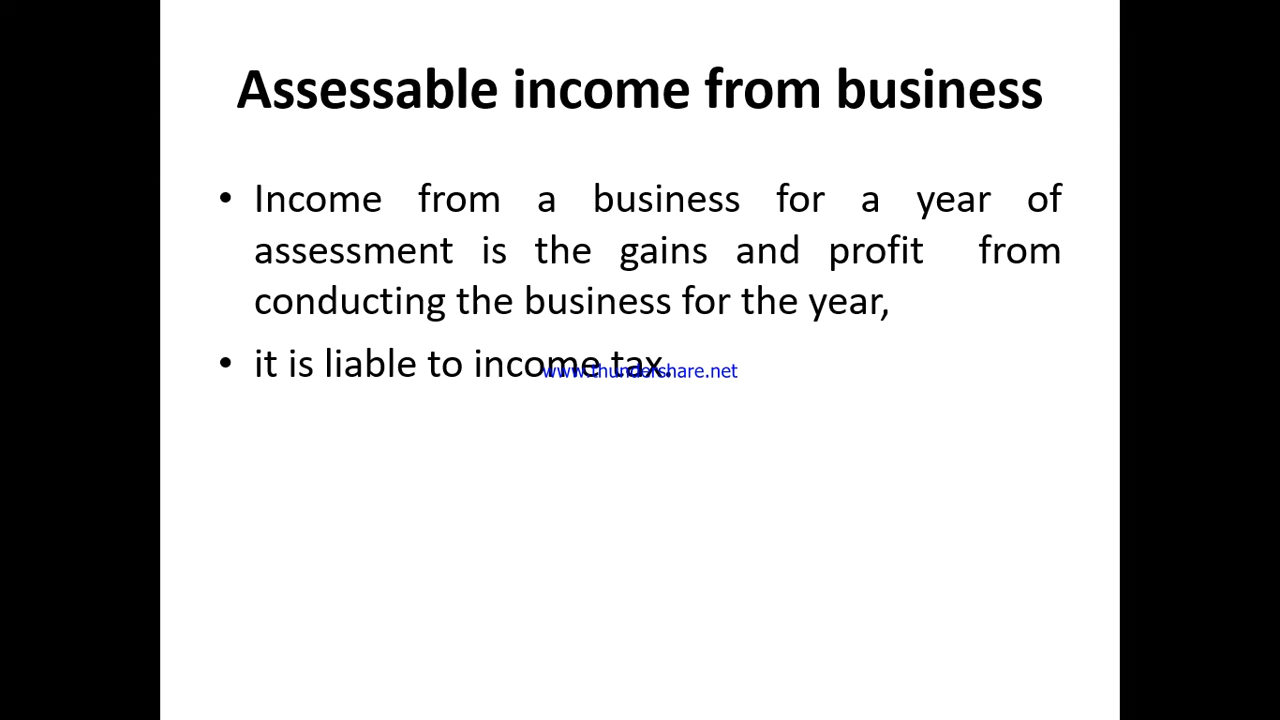 Assessable income from business
• Income from a business for a year of
assessment is the gains and profit from
conducting the business for the year,
• it is liable to income tax.
www.thundershare.net